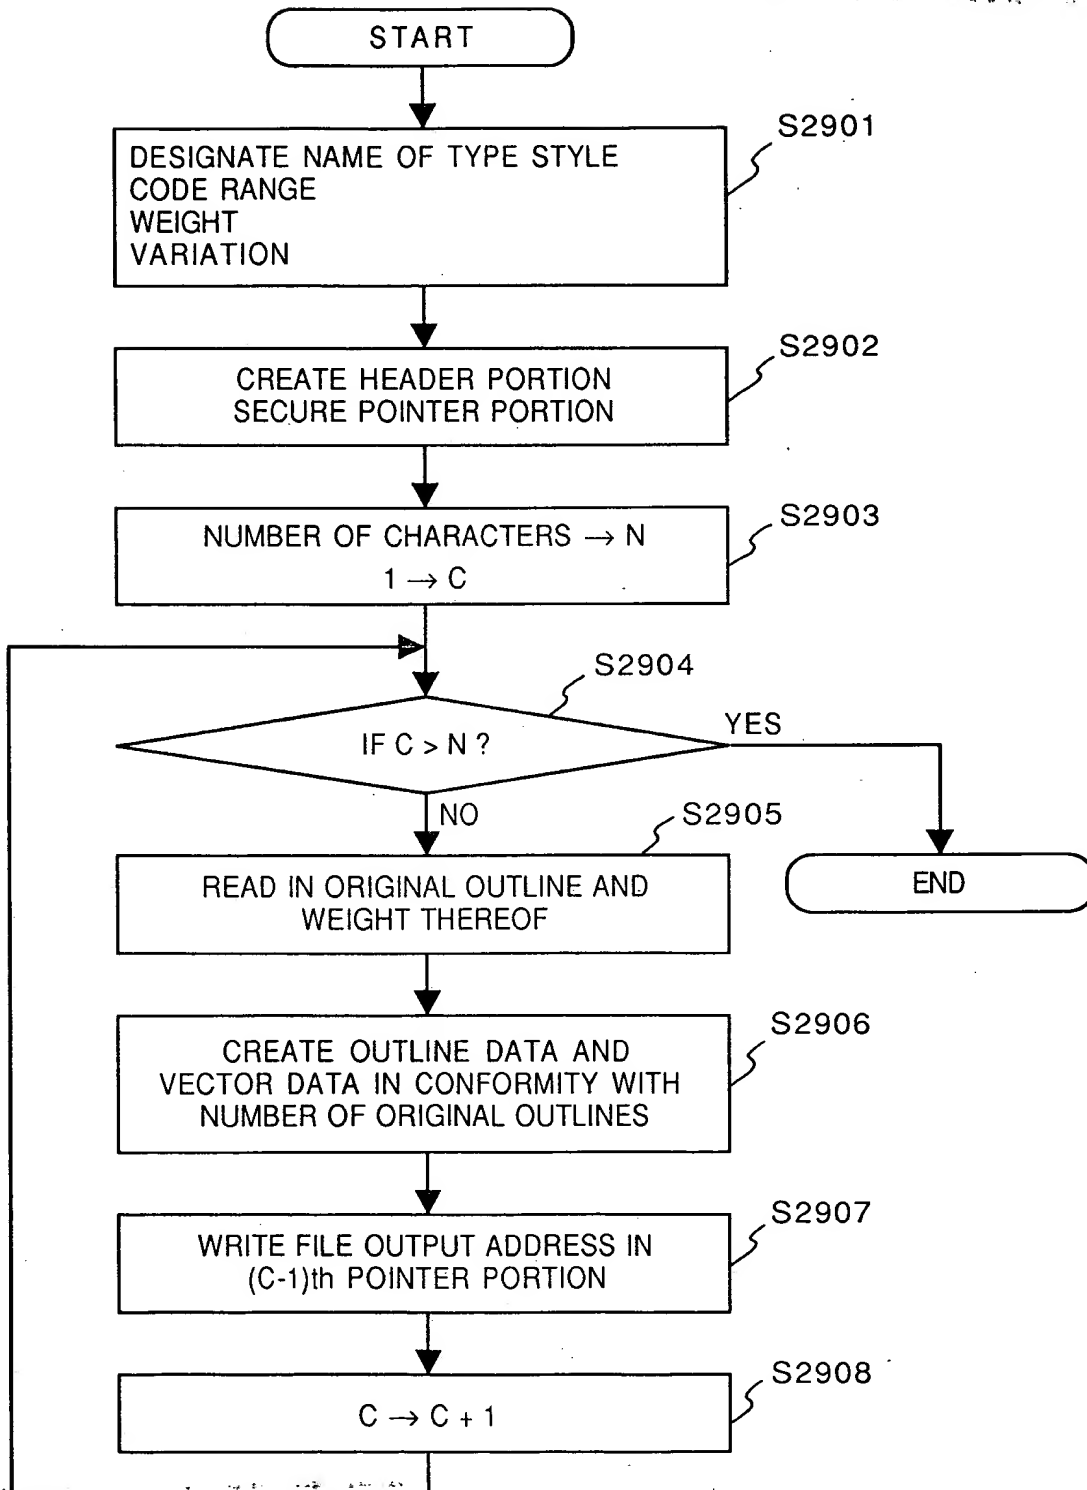 START
S2901
DESIGNATE NAME OF TYPE STYLE
CODE RANGE
WEIGHT
VARIATION
S2902
CREATE HEADER PORTION
SECURE POINTER PORTION
S2903
NUMBER OF CHARACTERS → N
1 → C
S2904
IF C > N ?
YES
NO
S2905
READ IN ORIGINAL OUTLINE AND
WEIGHT THEREOF
END
S2906
CREATE OUTLINE DATA AND
VECTOR DATA IN CONFORMITY WITH
NUMBER OF ORIGINAL OUTLINES
S2907
WRITE FILE OUTPUT ADDRESS IN
(C-1)th POINTER PORTION
S2908
C → C + 1